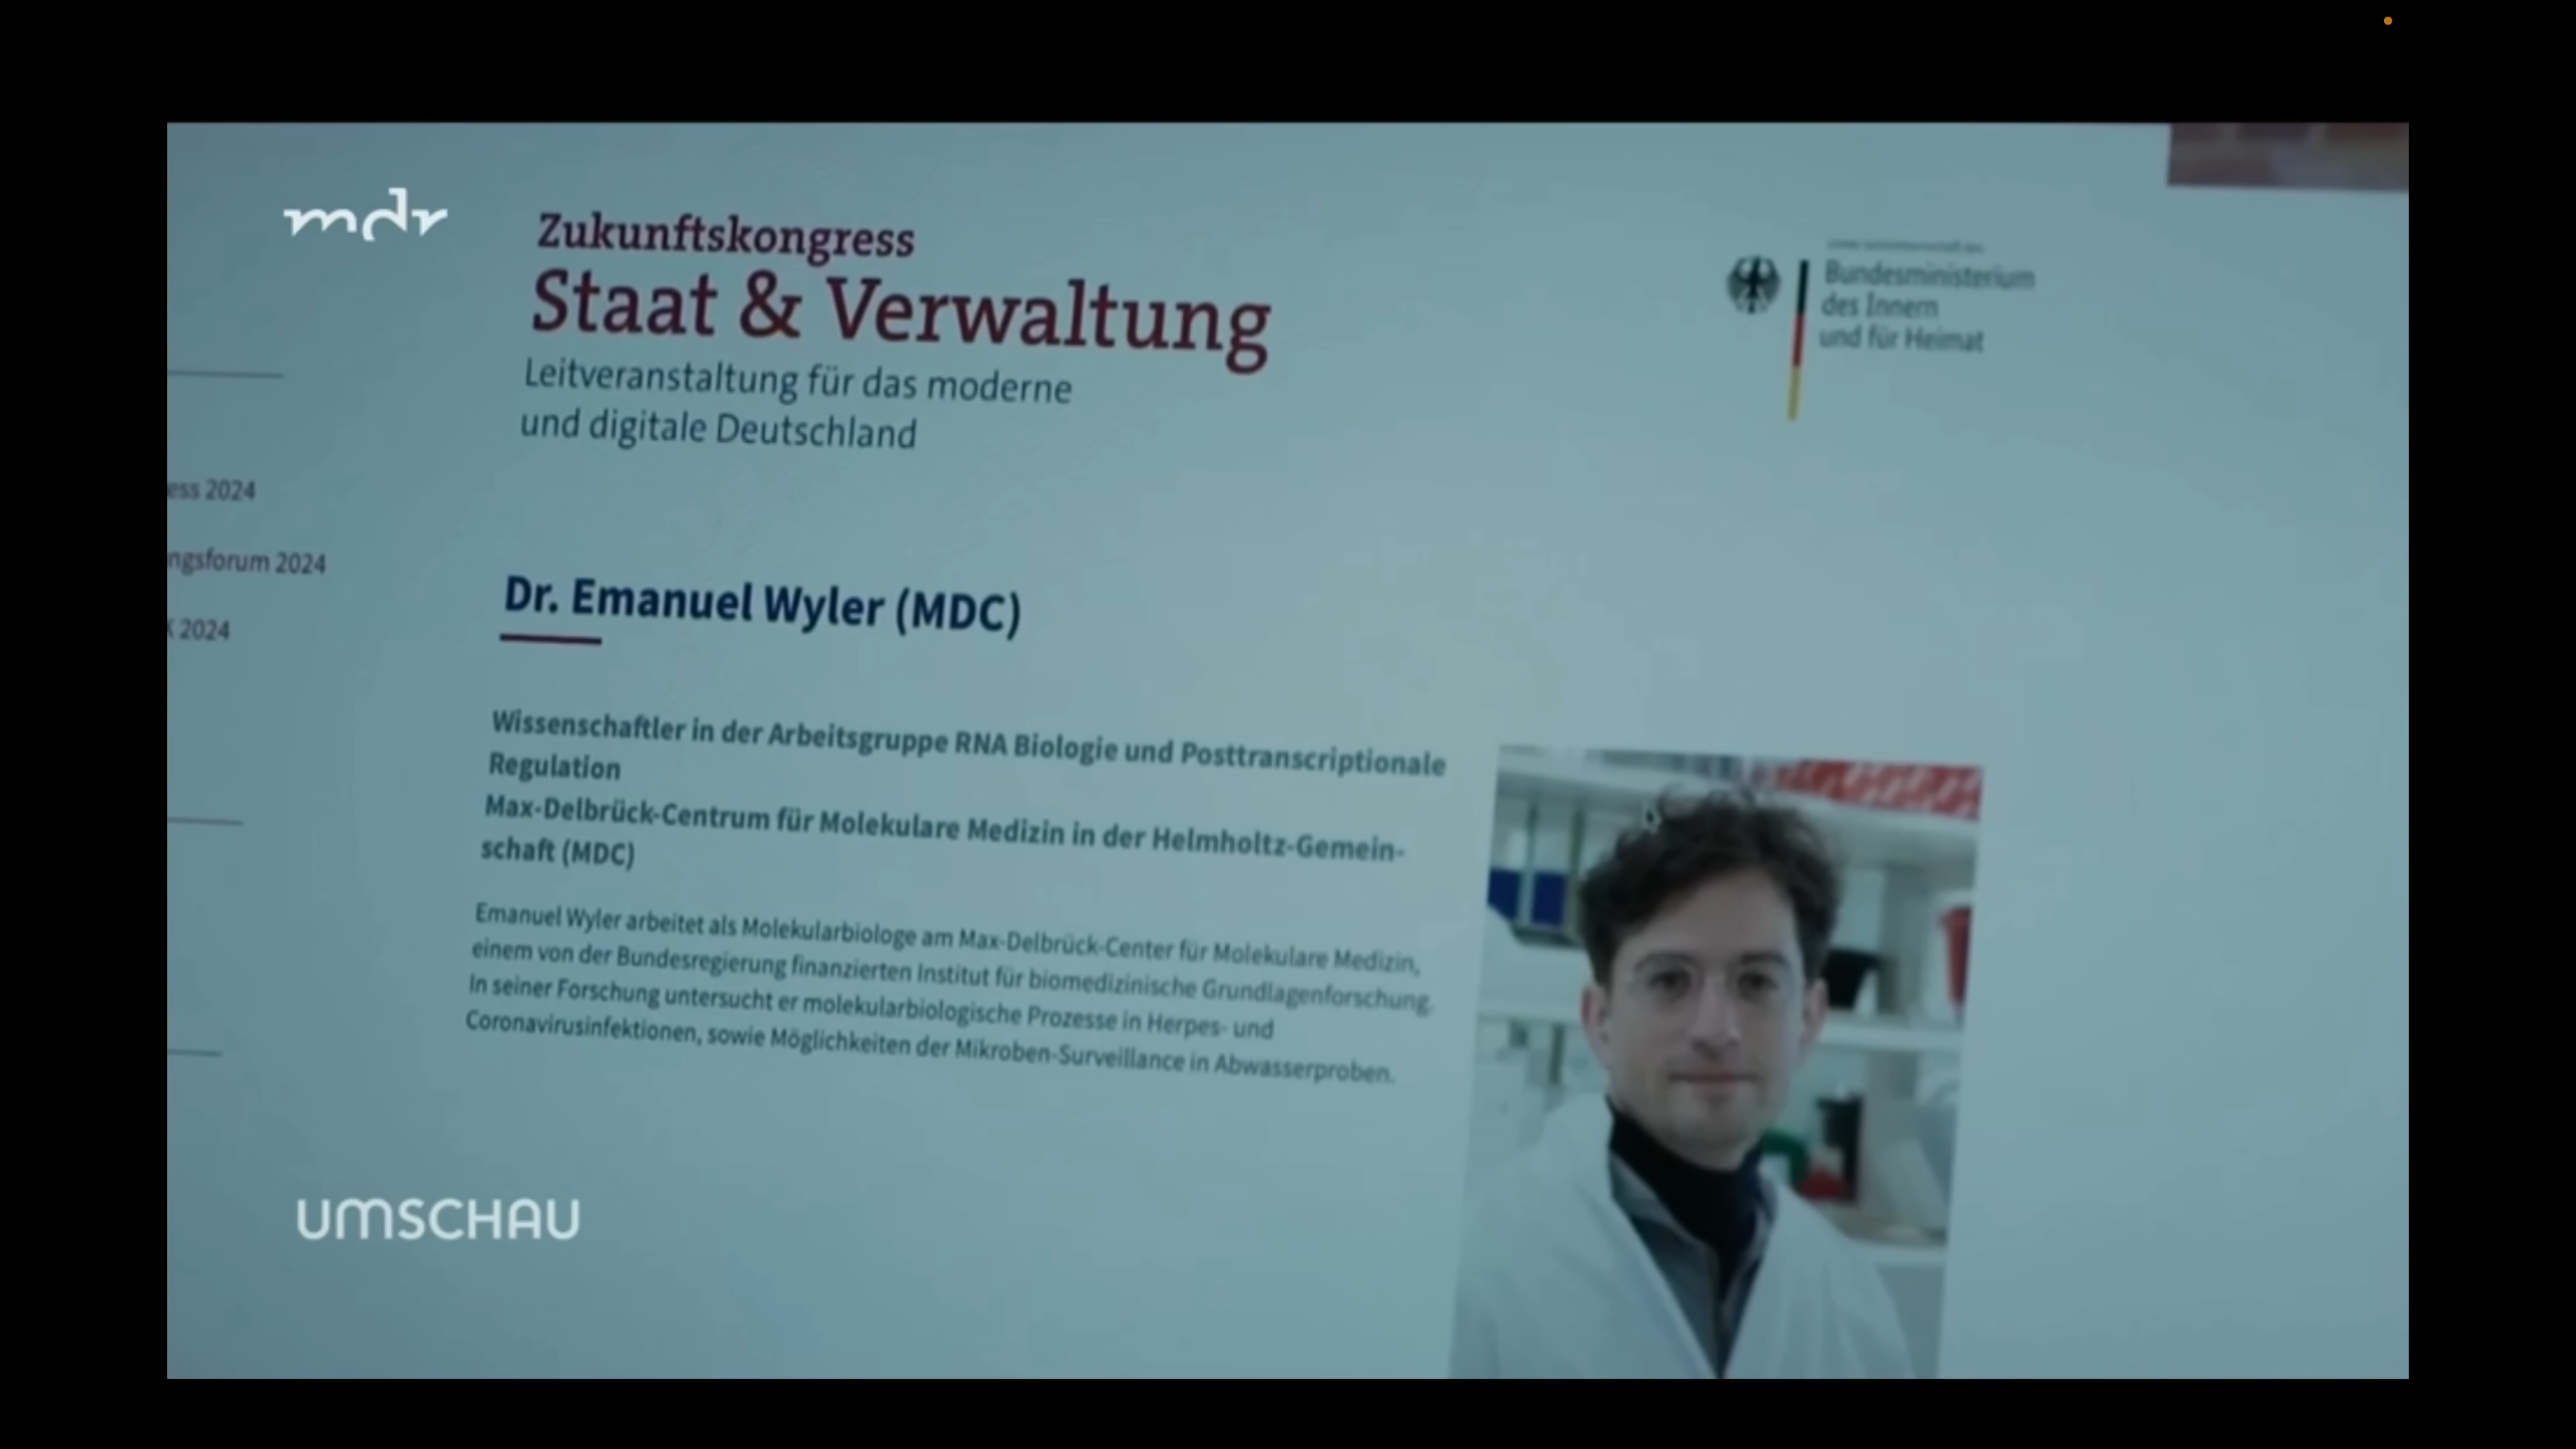 mdr
Zukunftskongress
Staat & Verwaltung
Leitveranstaltung für das moderne
und digitale Deutschland
Bundesministerium
des Innern
und für Heimat
ess 2024
ngsforum 2024
K 2024
Dr. Emanuel Wyler (MDC)
Wissenschaftler in der Arbeitsgruppe RNA Biologie und Posttranscriptionale
Regulation
Max-Delbrück-Centrum für Molekulare Medizin in der Helmholtz-Gemein-
schaft (MDC)
Emanuel Wyler arbeitet als Molekularbiologe am Max-Delbrück-Center für Molekulare Medizin,
einem von der Bundesregierung finanzierten Institut für biomedizinische Grundlagenforschung.
In seiner Forschung untersucht er molekularbiologische Prozesse in Herpes- und
Coronavirusinfektionen, sowie Möglichkeiten der Mikroben-Surveillance in Abwasserproben.
UMSCHAU